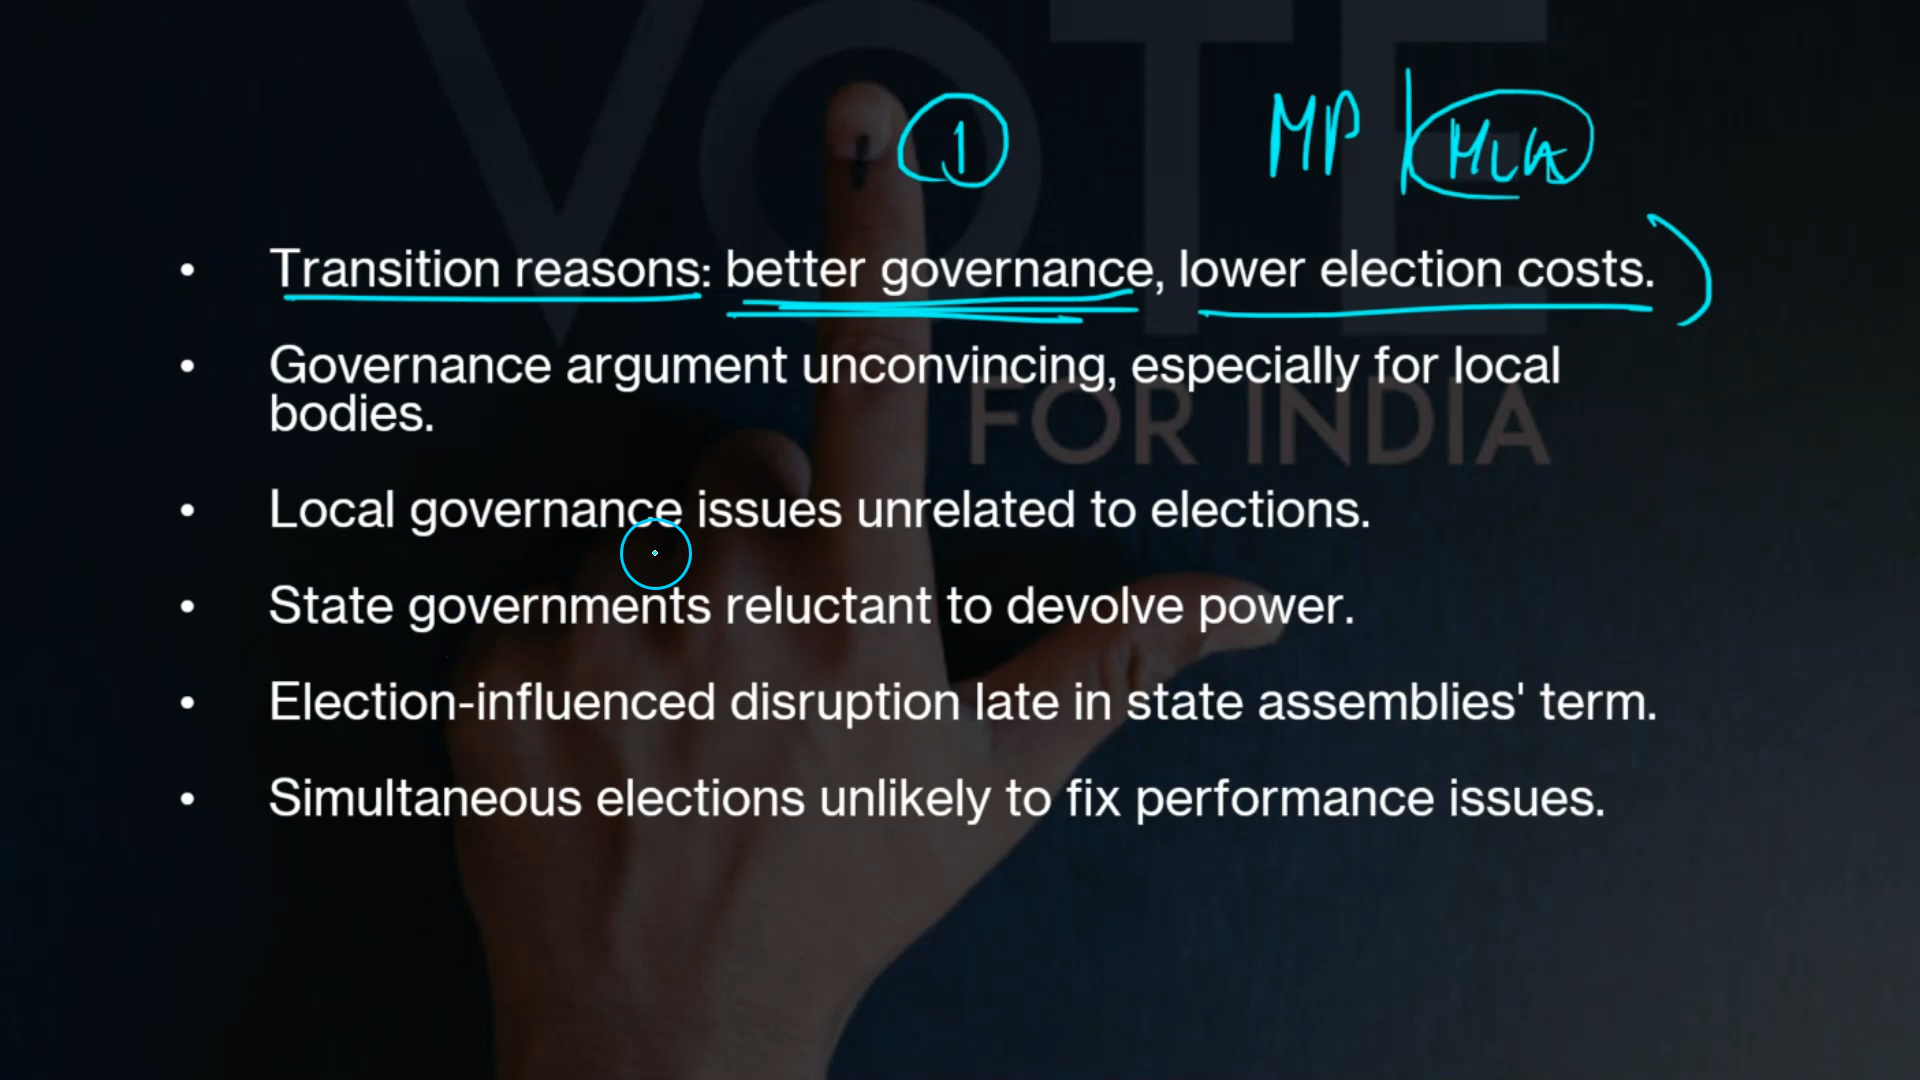 VOTE
1
MP | MLA
• Transition reasons: better governance, lower election costs.
• Governance argument unconvincing, especially for local
bodies.
FOR INDIA
• Local governance issues unrelated to elections.
• State governments reluctant to devolve power.
• Election-influenced disruption late in state assemblies' term.
• Simultaneous elections unlikely to fix performance issues.